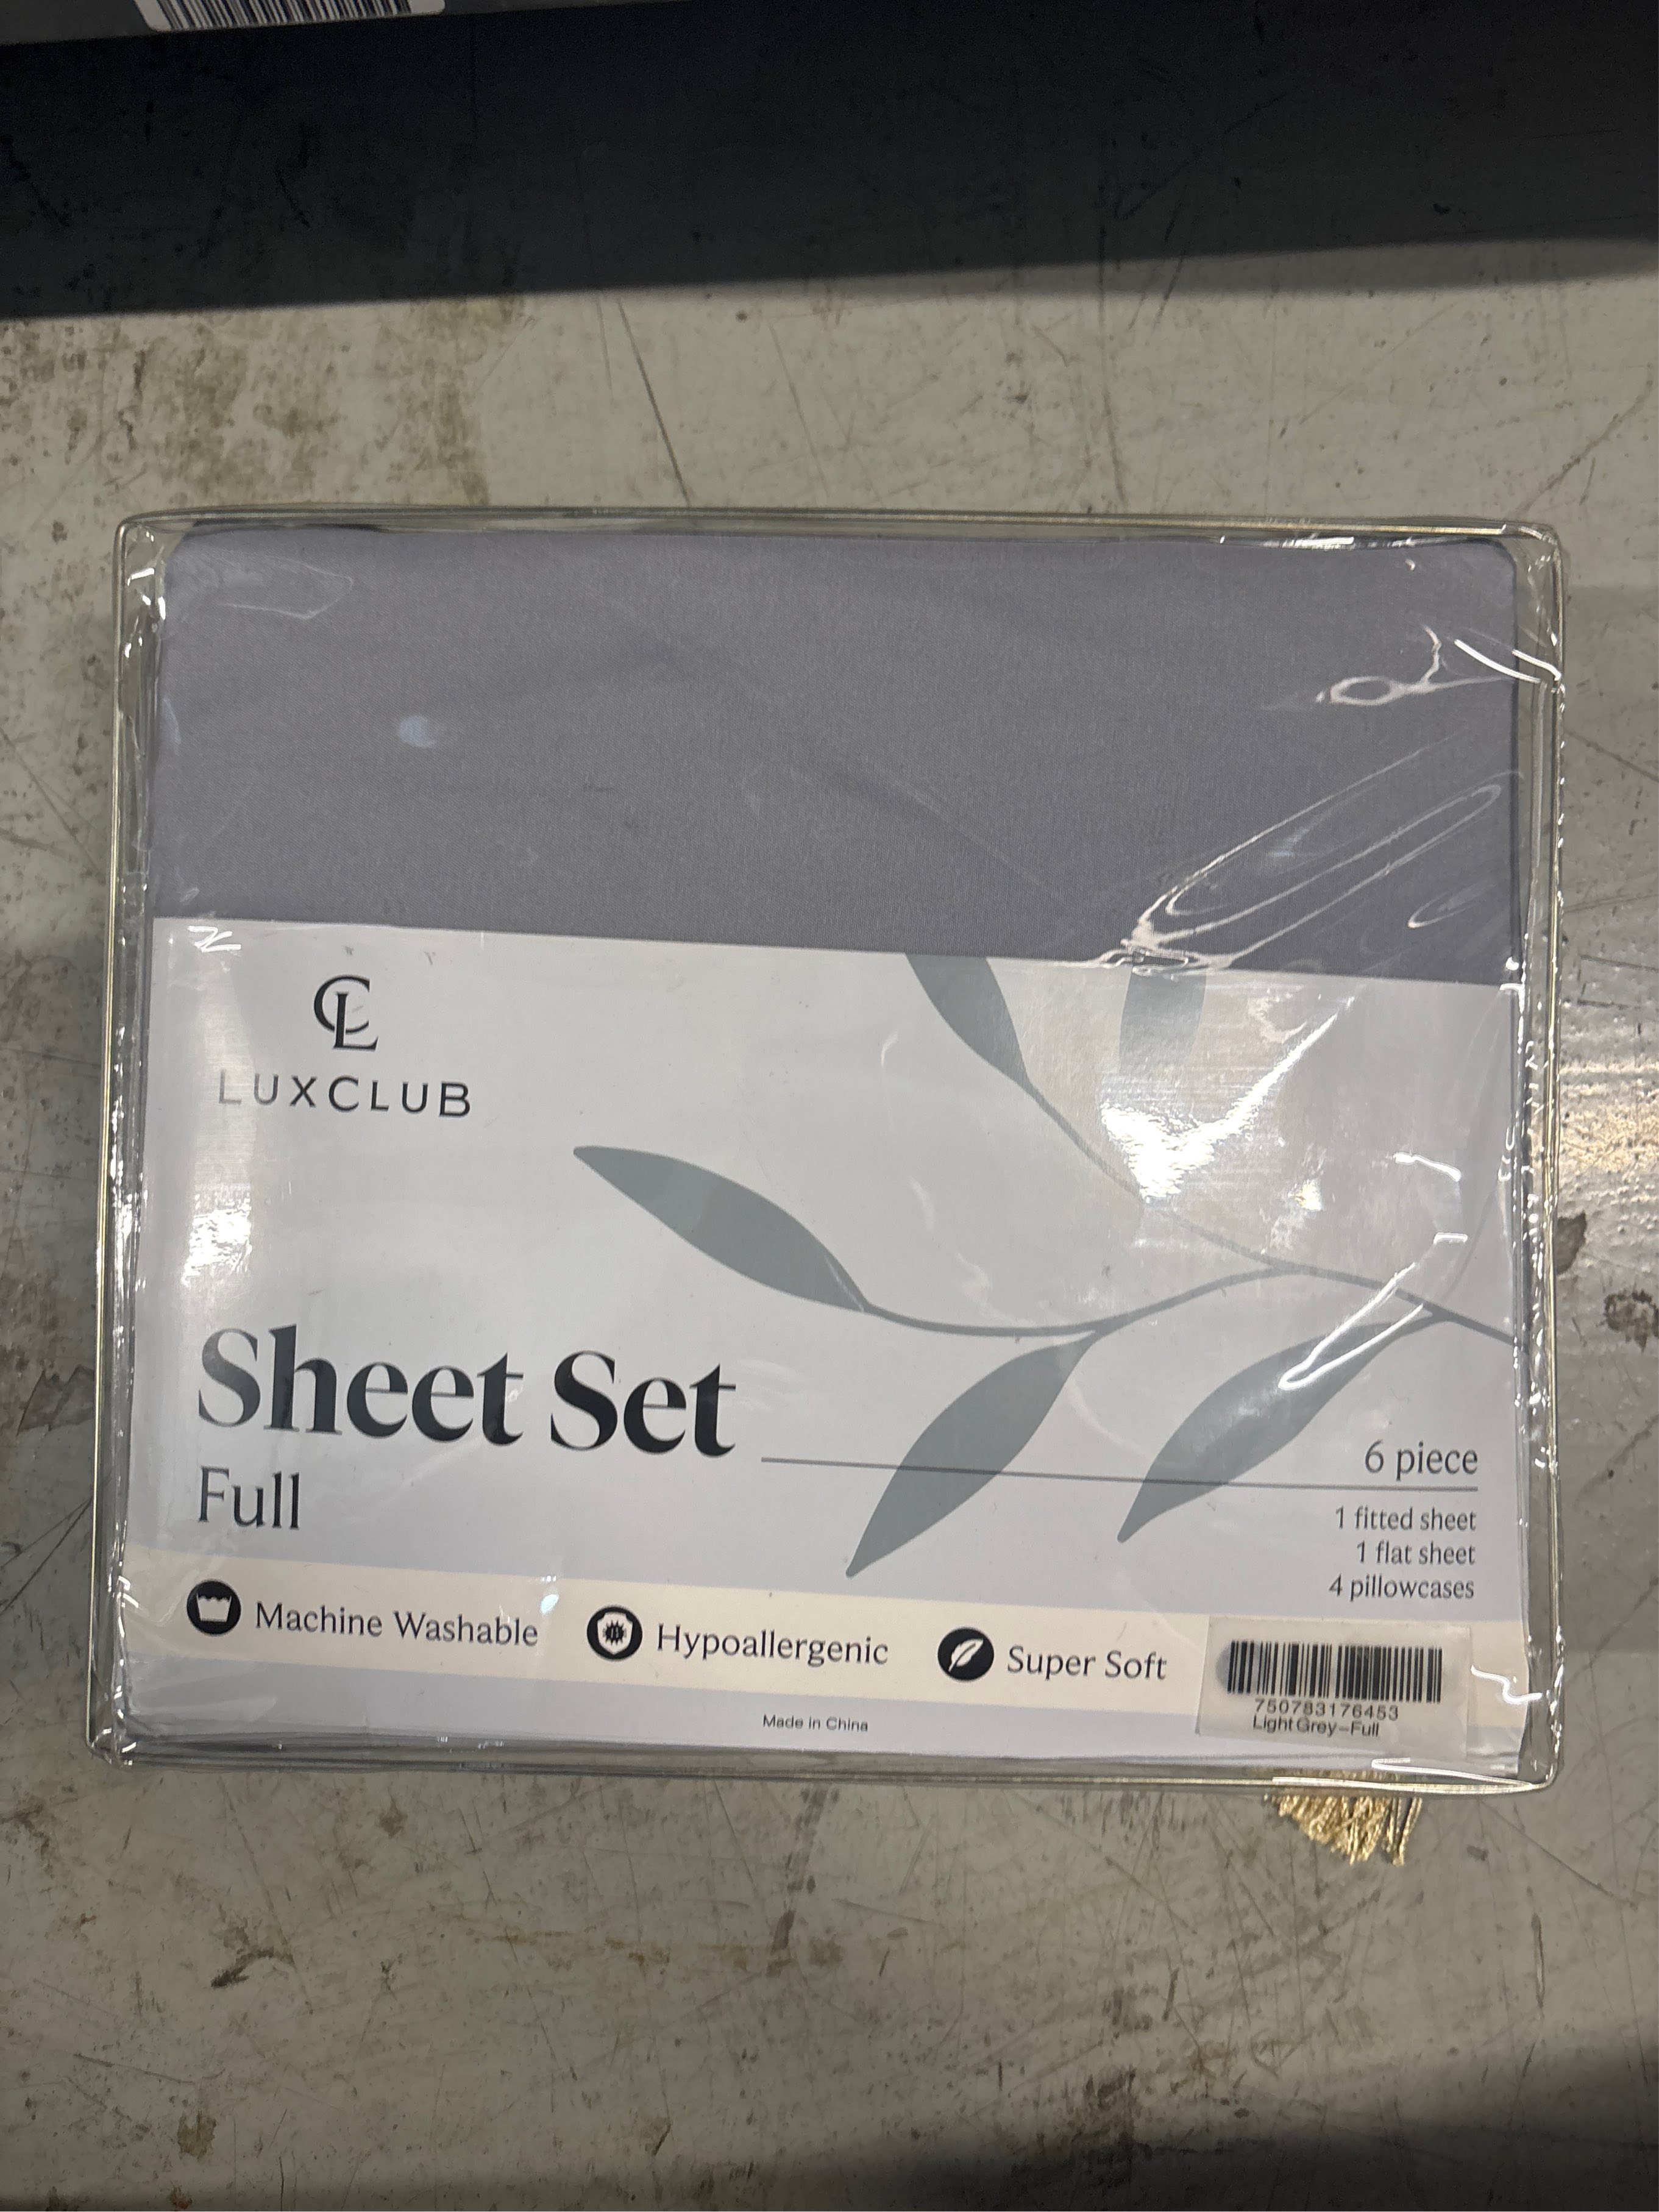 CL
LUXCLUB
Sheet Set
Full
6 piece
1 fitted sheet
1 flat sheet
4 pillowcases
Machine Washable
Hypoallergenic
Super Soft
Made in China
750783176453
Light Grey-Full